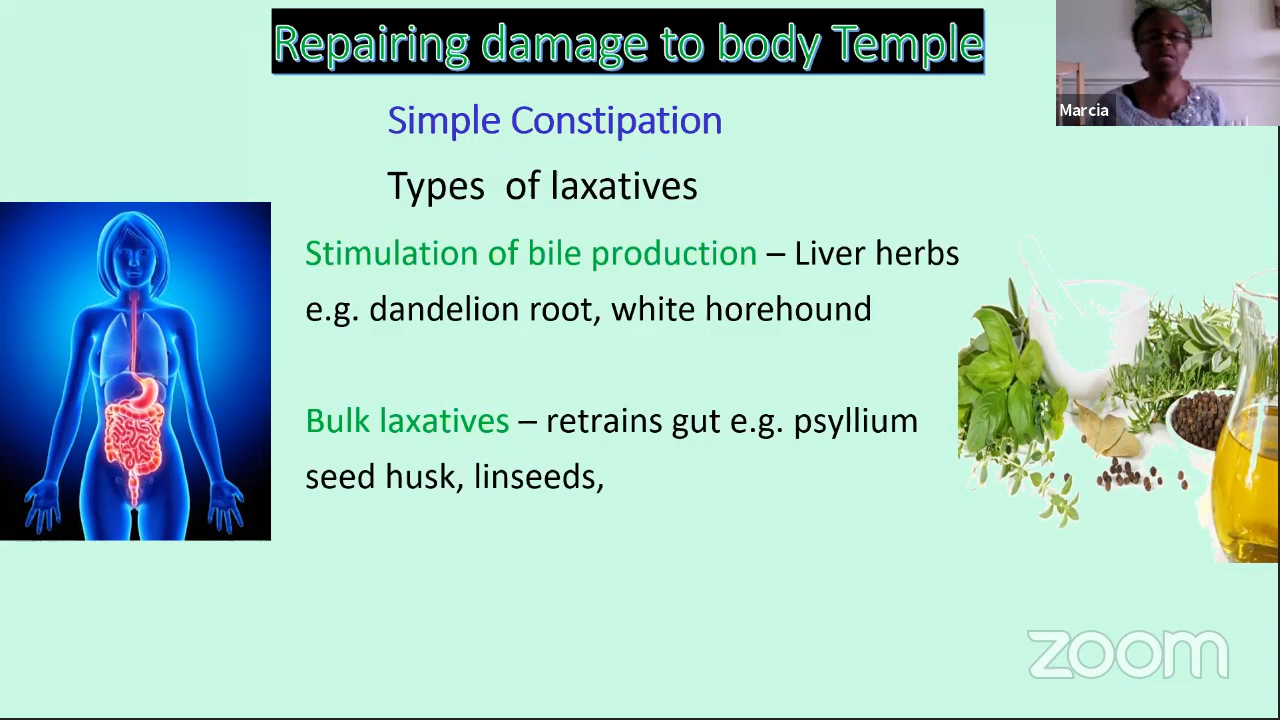 Repairing damage to body Temple
Marcia
Simple Constipation
Types of laxatives
Stimulation of bile production – Liver herbs
e.g. dandelion root, white horehound
Bulk laxatives – retrains gut e.g. psyllium
seed husk, linseeds,
zoom